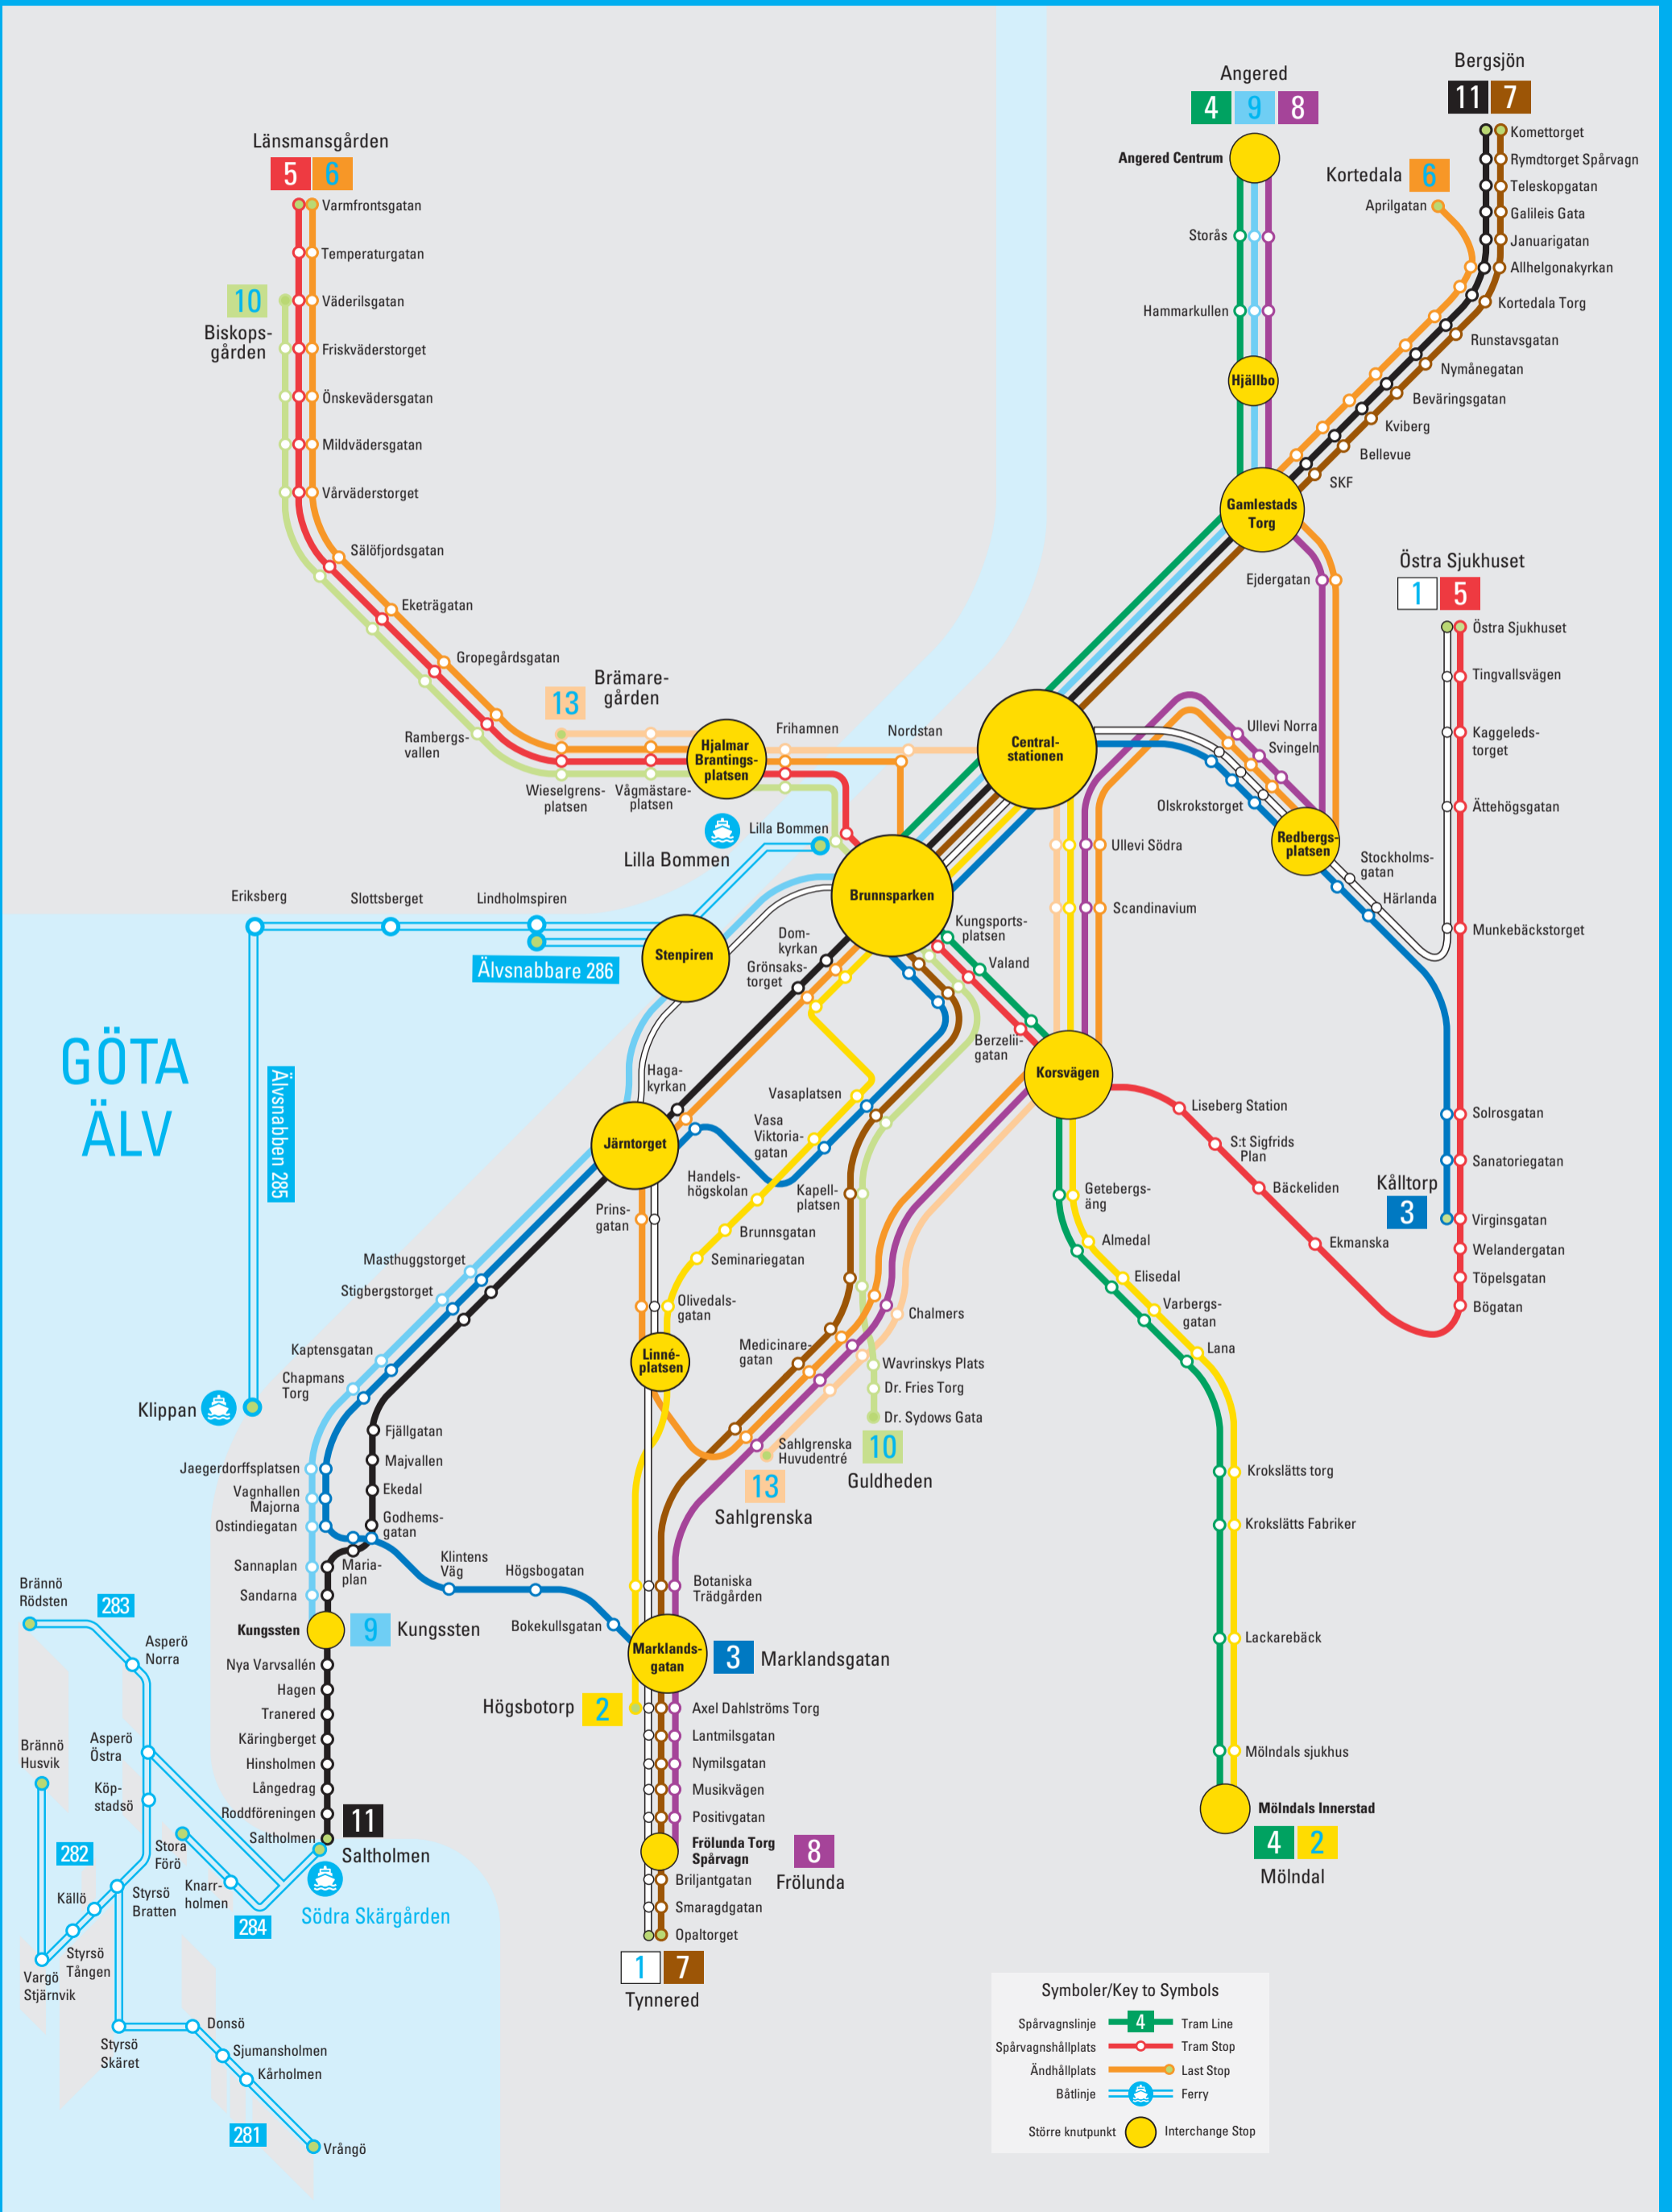 Angered
4 9 8
Angered Centrum
Storås
Hammarkullen
Hjällbo
Gamlestads
Torg
Bergsjön
11 7
Komettorget
Rymdtorget Spårvagn
Teleskopgatan
Galileis Gata
Januarigatan
Allhelgonakyrkan
Kortedala Torg
Runstavsgatan
Nymånegatan
Beväringsgatan
Kviberg
Bellevue
SKF
Kortedala 6
Aprilgatan
Länsmansgården
5 6
Varmfrontsgatan
Temperaturgatan
Väderilsgatan
Friskväderstorget
Önskevädersgatan
Mildvädersgatan
Vårväderstorget
10
Biskops-
gården
Sälöfjordsgatan
Eketrägatan
Gropegårdsgatan
Rambergs-
vallen
Brämare-
gården
13
Wieselgrens-
platsen
Vågmästare-
platsen
Hjalmar
Brantings-
platsen
Frihamnen
Nordstan
Central-
stationen
Ejdergatan
Östra Sjukhuset
1 5
Östra Sjukhuset
Tingvallsvägen
Kaggeleds-
torget
Ättehögsgatan
Munkebäckstorget
Solrosgatan
Sanatoriegatan
Virginsgatan
Welandergatan
Töpelsgatan
Bögatan
Kålltorp
3
Ullevi Norra
Svingeln
Olskrokstorget
Redbergs-
platsen
Stockholms-
gatan
Härlanda
Ullevi Södra
Scandinavium
Lilla Bommen
Lilla Bommen
Brunnsparken
Eriksberg
Slottsberget
Lindholmspiren
Älvsnabbare 286
Stenpiren
Dom-
kyrkan
Grönsaks-
torget
Kungsports-
platsen
Valand
Berzelii-
gatan
Korsvägen
GÖTA
ÄLV
Älvsnabben 285
Klippan
Haga-
kyrkan
Järntorget
Vasaplatsen
Vasa
Viktoria-
gatan
Handels-
högskolan
Kapell-
platsen
Prins-
gatan
Brunnsgatan
Seminariegatan
Olivedals-
gatan
Linné-
platsen
Liseberg Station
S:t Sigfrids
Plan
Bäckeliden
Ekmanska
Getebergs-
äng
Almedal
Elisedal
Varbergs-
gatan
Lana
Krokslätts torg
Krokslätts Fabriker
Lackarebäck
Mölndals sjukhus
Mölndals Innerstad
4 2
Mölndal
Chalmers
Medicinare-
gatan
Wavrinskys Plats
Dr. Fries Torg
Dr. Sydows Gata
10
Guldheden
Sahlgrenska
Huvudentré
13
Sahlgrenska
Masthuggstorget
Stigbergstorget
Kaptensgatan
Chapmans
Torg
Jaegerdorffsplatsen
Vagnhallen
Majorna
Ostindiegatan
Sannaplan
Sandarna
Fjällgatan
Majvallen
Ekedal
Godhems-
gatan
Maria-
plan
Klintens
Väg
Högsbogatan
Bokekullsgatan
Botaniska
Trädgården
Marklands-
gatan
3 Marklandsgatan
Kungssten
9 Kungssten
Nya Varvsallén
Hagen
Tranered
Käringberget
Hinsholmen
Långedrag
Roddföreningen
Saltholmen
11
Saltholmen
Södra Skärgården
Högsbotorp 2
Axel Dahlströms Torg
Lantmilsgatan
Nymilsgatan
Musikvägen
Positivgatan
Frölunda Torg
Spårvagn
8
Frölunda
Briljantgatan
Smaragdgatan
Opaltorget
1 7
Tynnered
Brännö
Rödsten
283
Asperö
Norra
Asperö
Östra
Köp-
stadsö
Brännö
Husvik
282
Stora
Förö
Knarr-
holmen
284
Källö
Styrsö
Bratten
Styrsö
Tången
Vargö
Stjärnvik
Styrsö
Skäret
Donsö
Sjumansholmen
Kårholmen
281
Vrångö
Symboler/Key to Symbols
Spårvagnslinje 4 Tram Line
Spårvagnshållplats Tram Stop
Ändhållplats Last Stop
Båtlinje Ferry
Större knutpunkt Interchange Stop